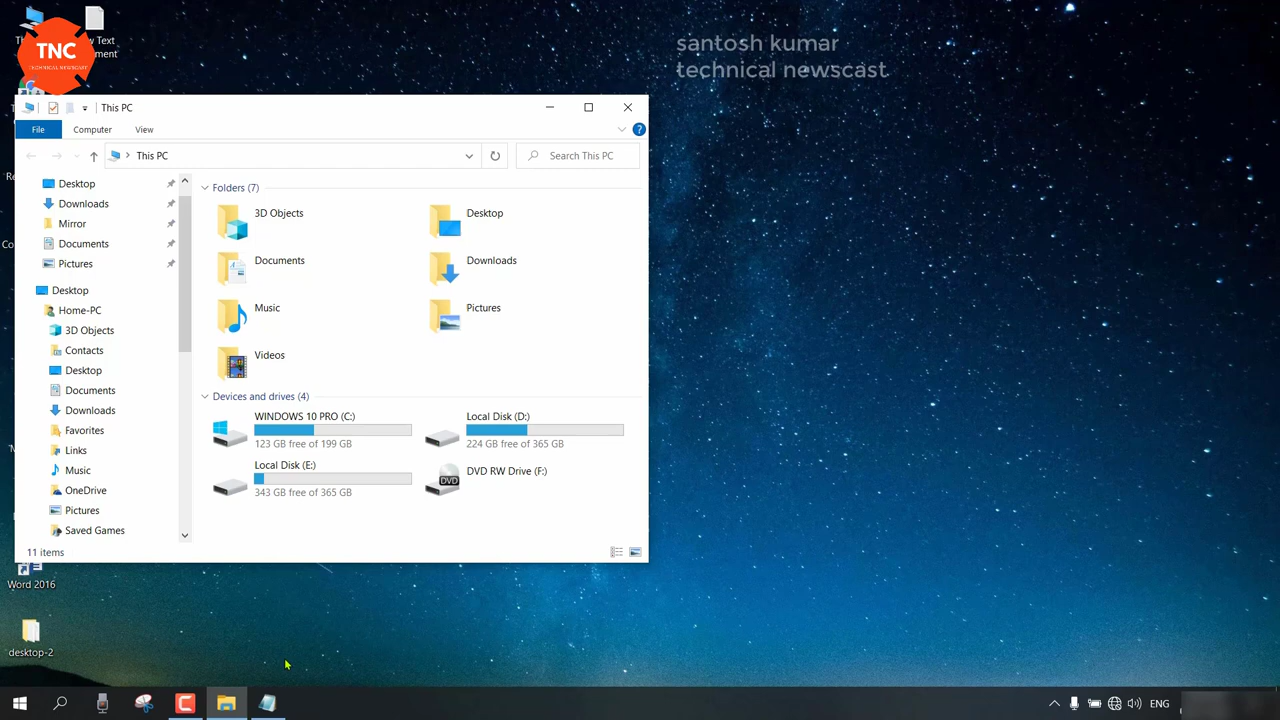 TNC
TECHNICAL NEWSCAST
santosh kumar
technical newscast
This PC
File
Computer
View
This PC
Search This PC
Desktop
Downloads
Mirror
Documents
Pictures
Desktop
Home-PC
3D Objects
Contacts
Desktop
Documents
Downloads
Favorites
Links
Music
OneDrive
Pictures
Saved Games
Folders (7)
3D Objects
Desktop
Documents
Downloads
Music
Pictures
Videos
Devices and drives (4)
WINDOWS 10 PRO (C:)
123 GB free of 199 GB
Local Disk (D:)
224 GB free of 365 GB
Local Disk (E:)
343 GB free of 365 GB
DVD RW Drive (F:)
DVD
11 items
Word 2016
desktop-2
ENG